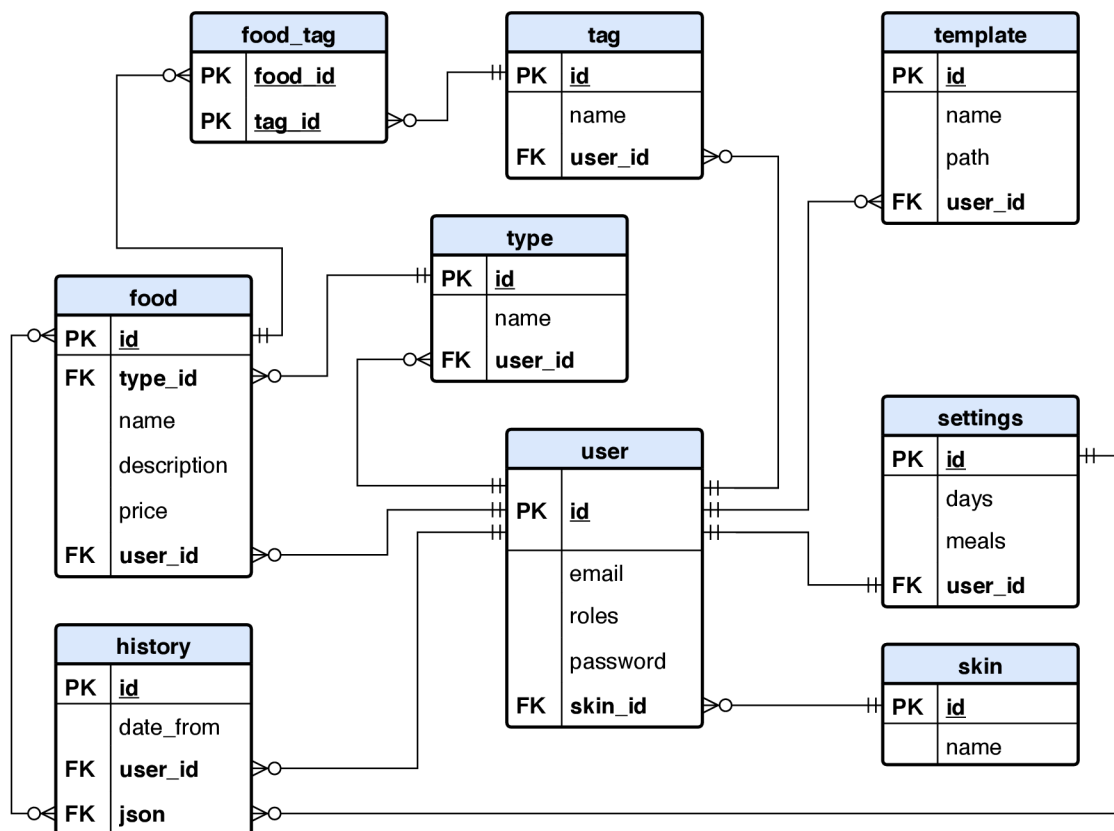 food_tag
PK food_id
PK tag_id
tag
PK id
name
FK user_id
template
PK id
name
path
FK user_id
type
PK id
name
FK user_id
food
PK id
FK type_id
name
description
price
FK user_id
user
PK id
email
roles
password
FK skin_id
settings
PK id
days
meals
FK user_id
history
PK id
date_from
FK user_id
FK json
skin
PK id
name